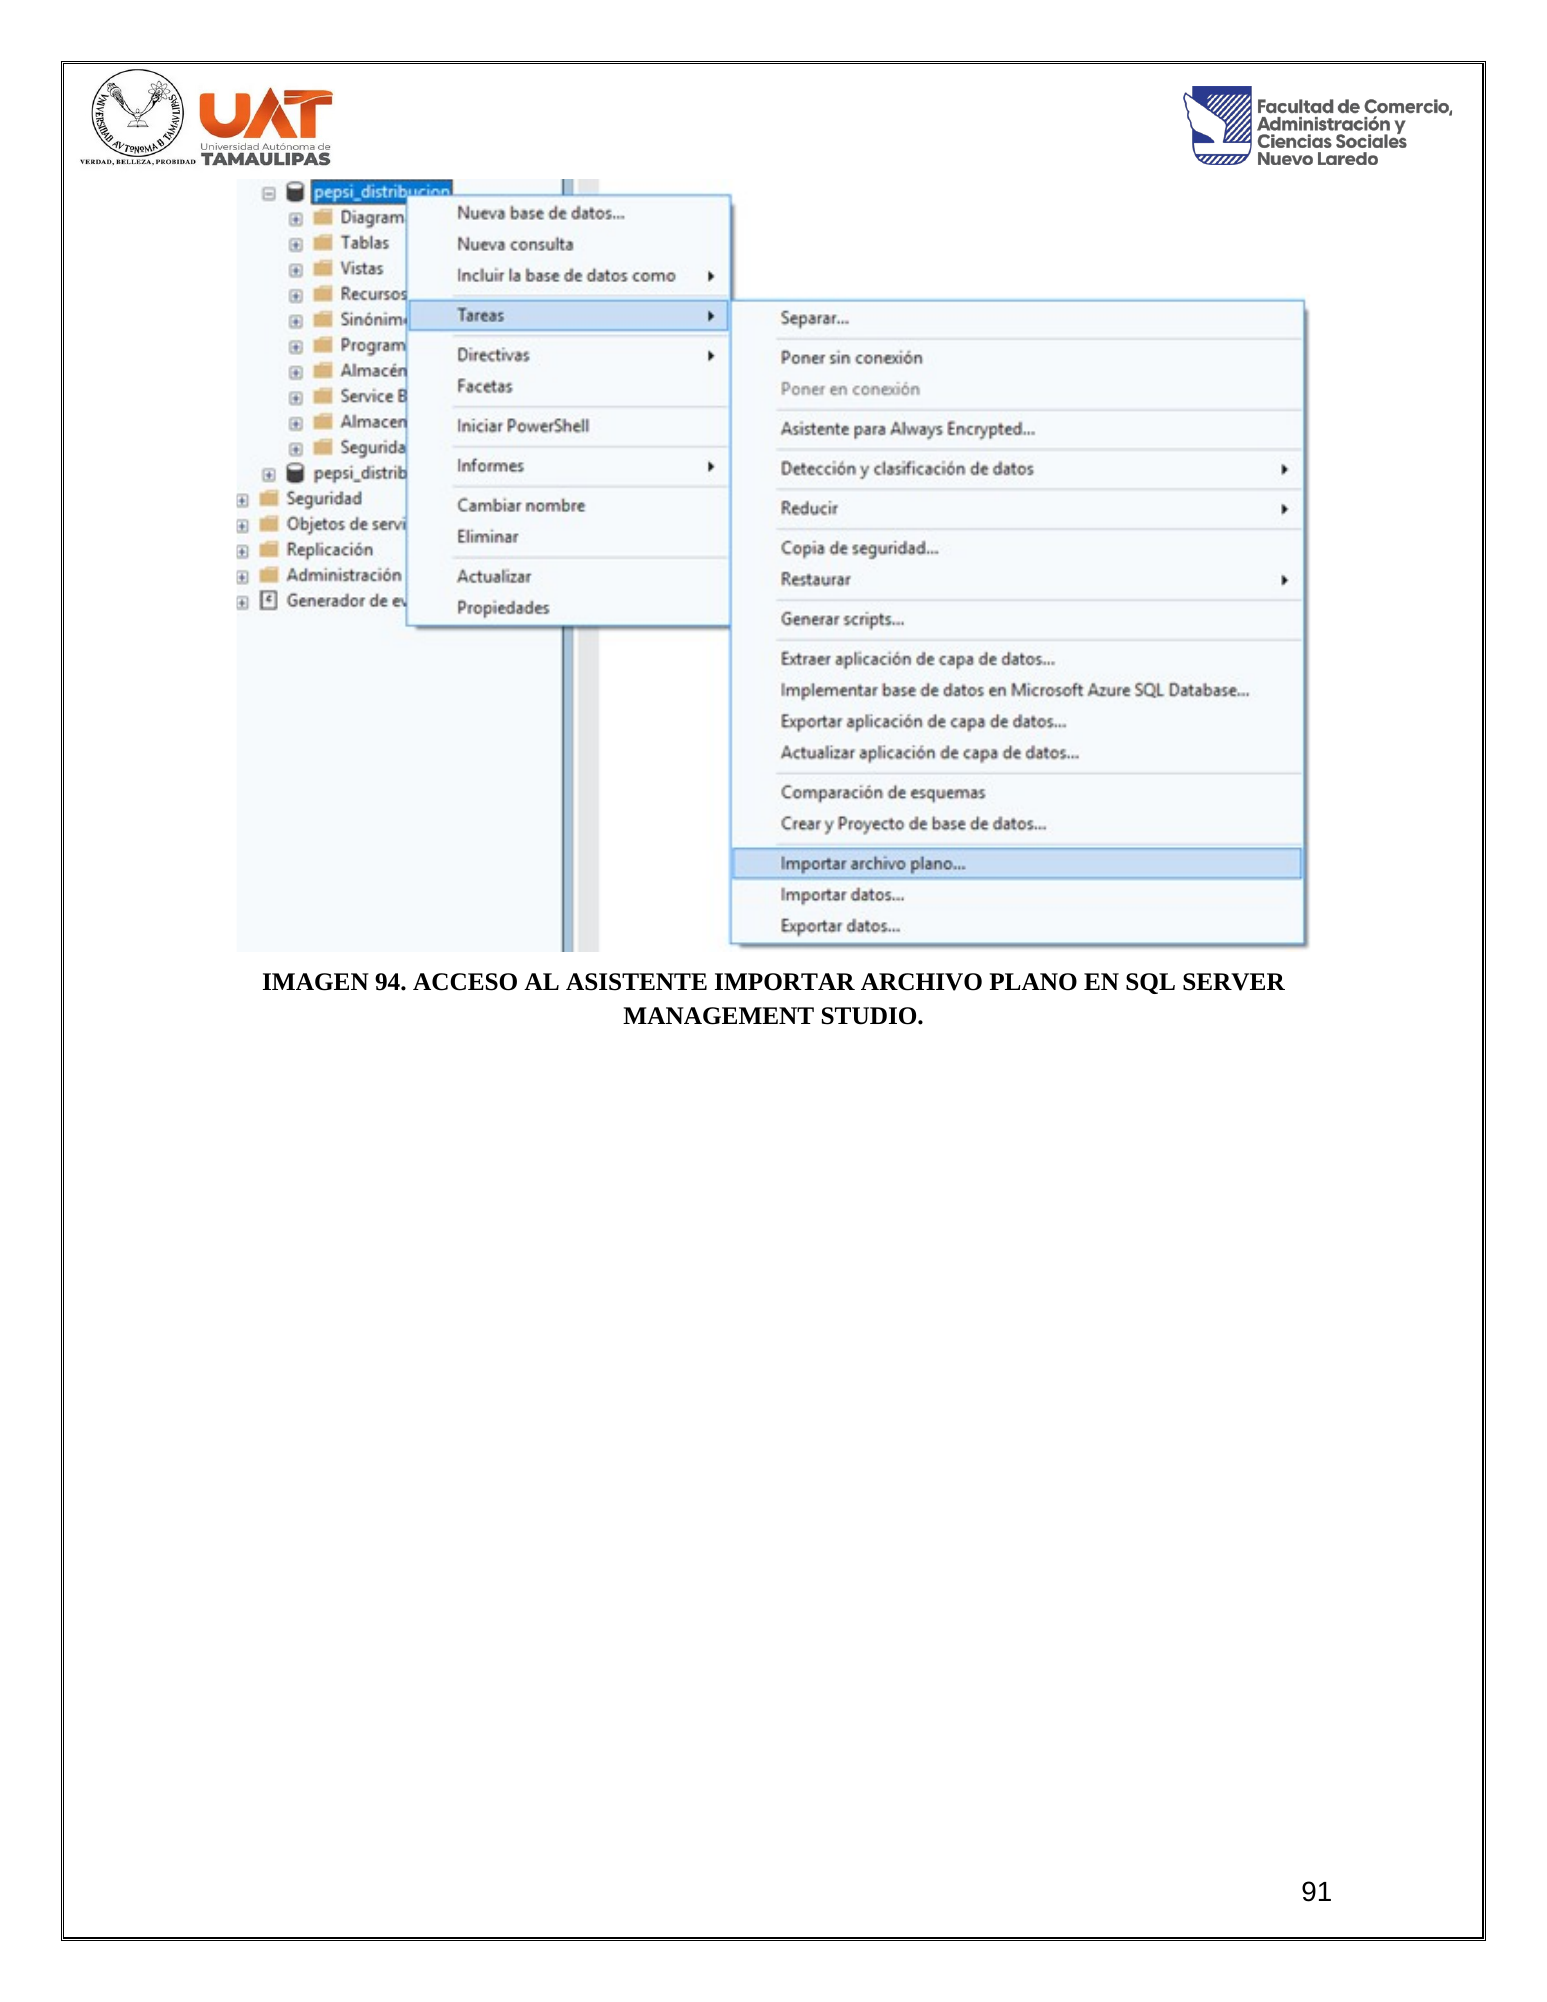 UNIVERSIDAD AVTONOMA D TAMAVLIPAS
VERDAD, BELLEZA, PROBIDAD
UAT
Universidad Autónoma de
TAMAULIPAS
Facultad de Comercio,
Administración y
Ciencias Sociales
Nuevo Laredo
pepsi_distribucion
Diagram
Tablas
Vistas
Recursos
Sinónim
Program
Almacén
Service B
Almacen
Segurida
pepsi_distrib
Seguridad
Objetos de servi
Replicación
Administración
Generador de ev
Nueva base de datos...
Nueva consulta
Incluir la base de datos como
Tareas
Directivas
Facetas
Iniciar PowerShell
Informes
Cambiar nombre
Eliminar
Actualizar
Propiedades
Separar...
Poner sin conexión
Poner en conexión
Asistente para Always Encrypted...
Detección y clasificación de datos
Reducir
Copia de seguridad...
Restaurar
Generar scripts...
Extraer aplicación de capa de datos...
Implementar base de datos en Microsoft Azure SQL Database...
Exportar aplicación de capa de datos...
Actualizar aplicación de capa de datos...
Comparación de esquemas
Crear y Proyecto de base de datos...
Importar archivo plano...
Importar datos...
Exportar datos...
IMAGEN 94. ACCESO AL ASISTENTE IMPORTAR ARCHIVO PLANO EN SQL SERVER
MANAGEMENT STUDIO.
91